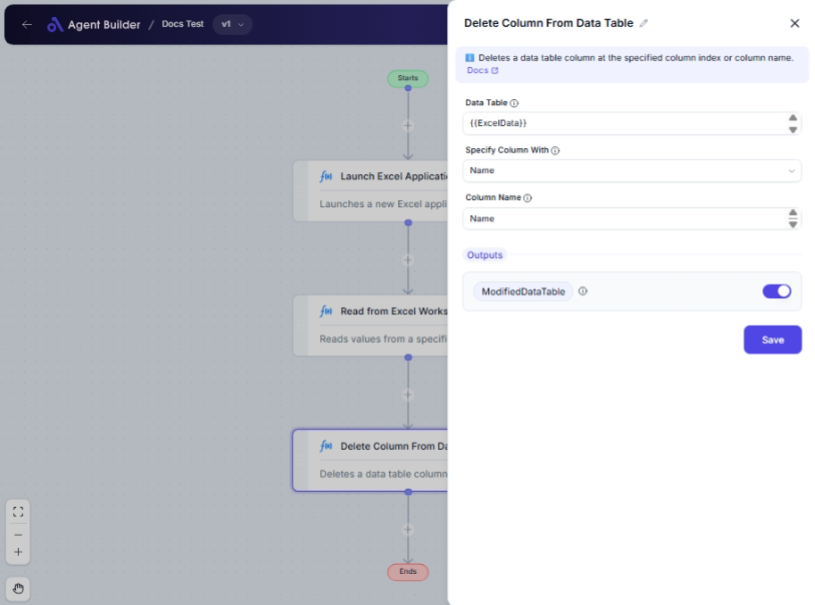 Agent Builder / Docs Test v1
Starts
Launch Excel Applicati
Launches a new Excel appli
Read from Excel Works
Reads values from a specifi
Delete Column From Da
Deletes a data table column
Ends
Delete Column From Data Table
Deletes a data table column at the specified column index or column name.
Docs
Data Table
{{ExcelData}}
Specify Column With
Name
Column Name
Name
Outputs
ModifiedDataTable
Save